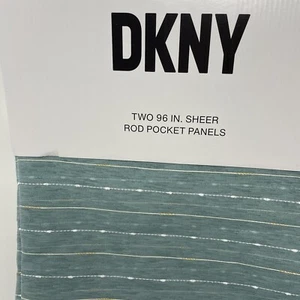 DKNY
TWO 96 IN. SHEER
ROD POCKET PANELS